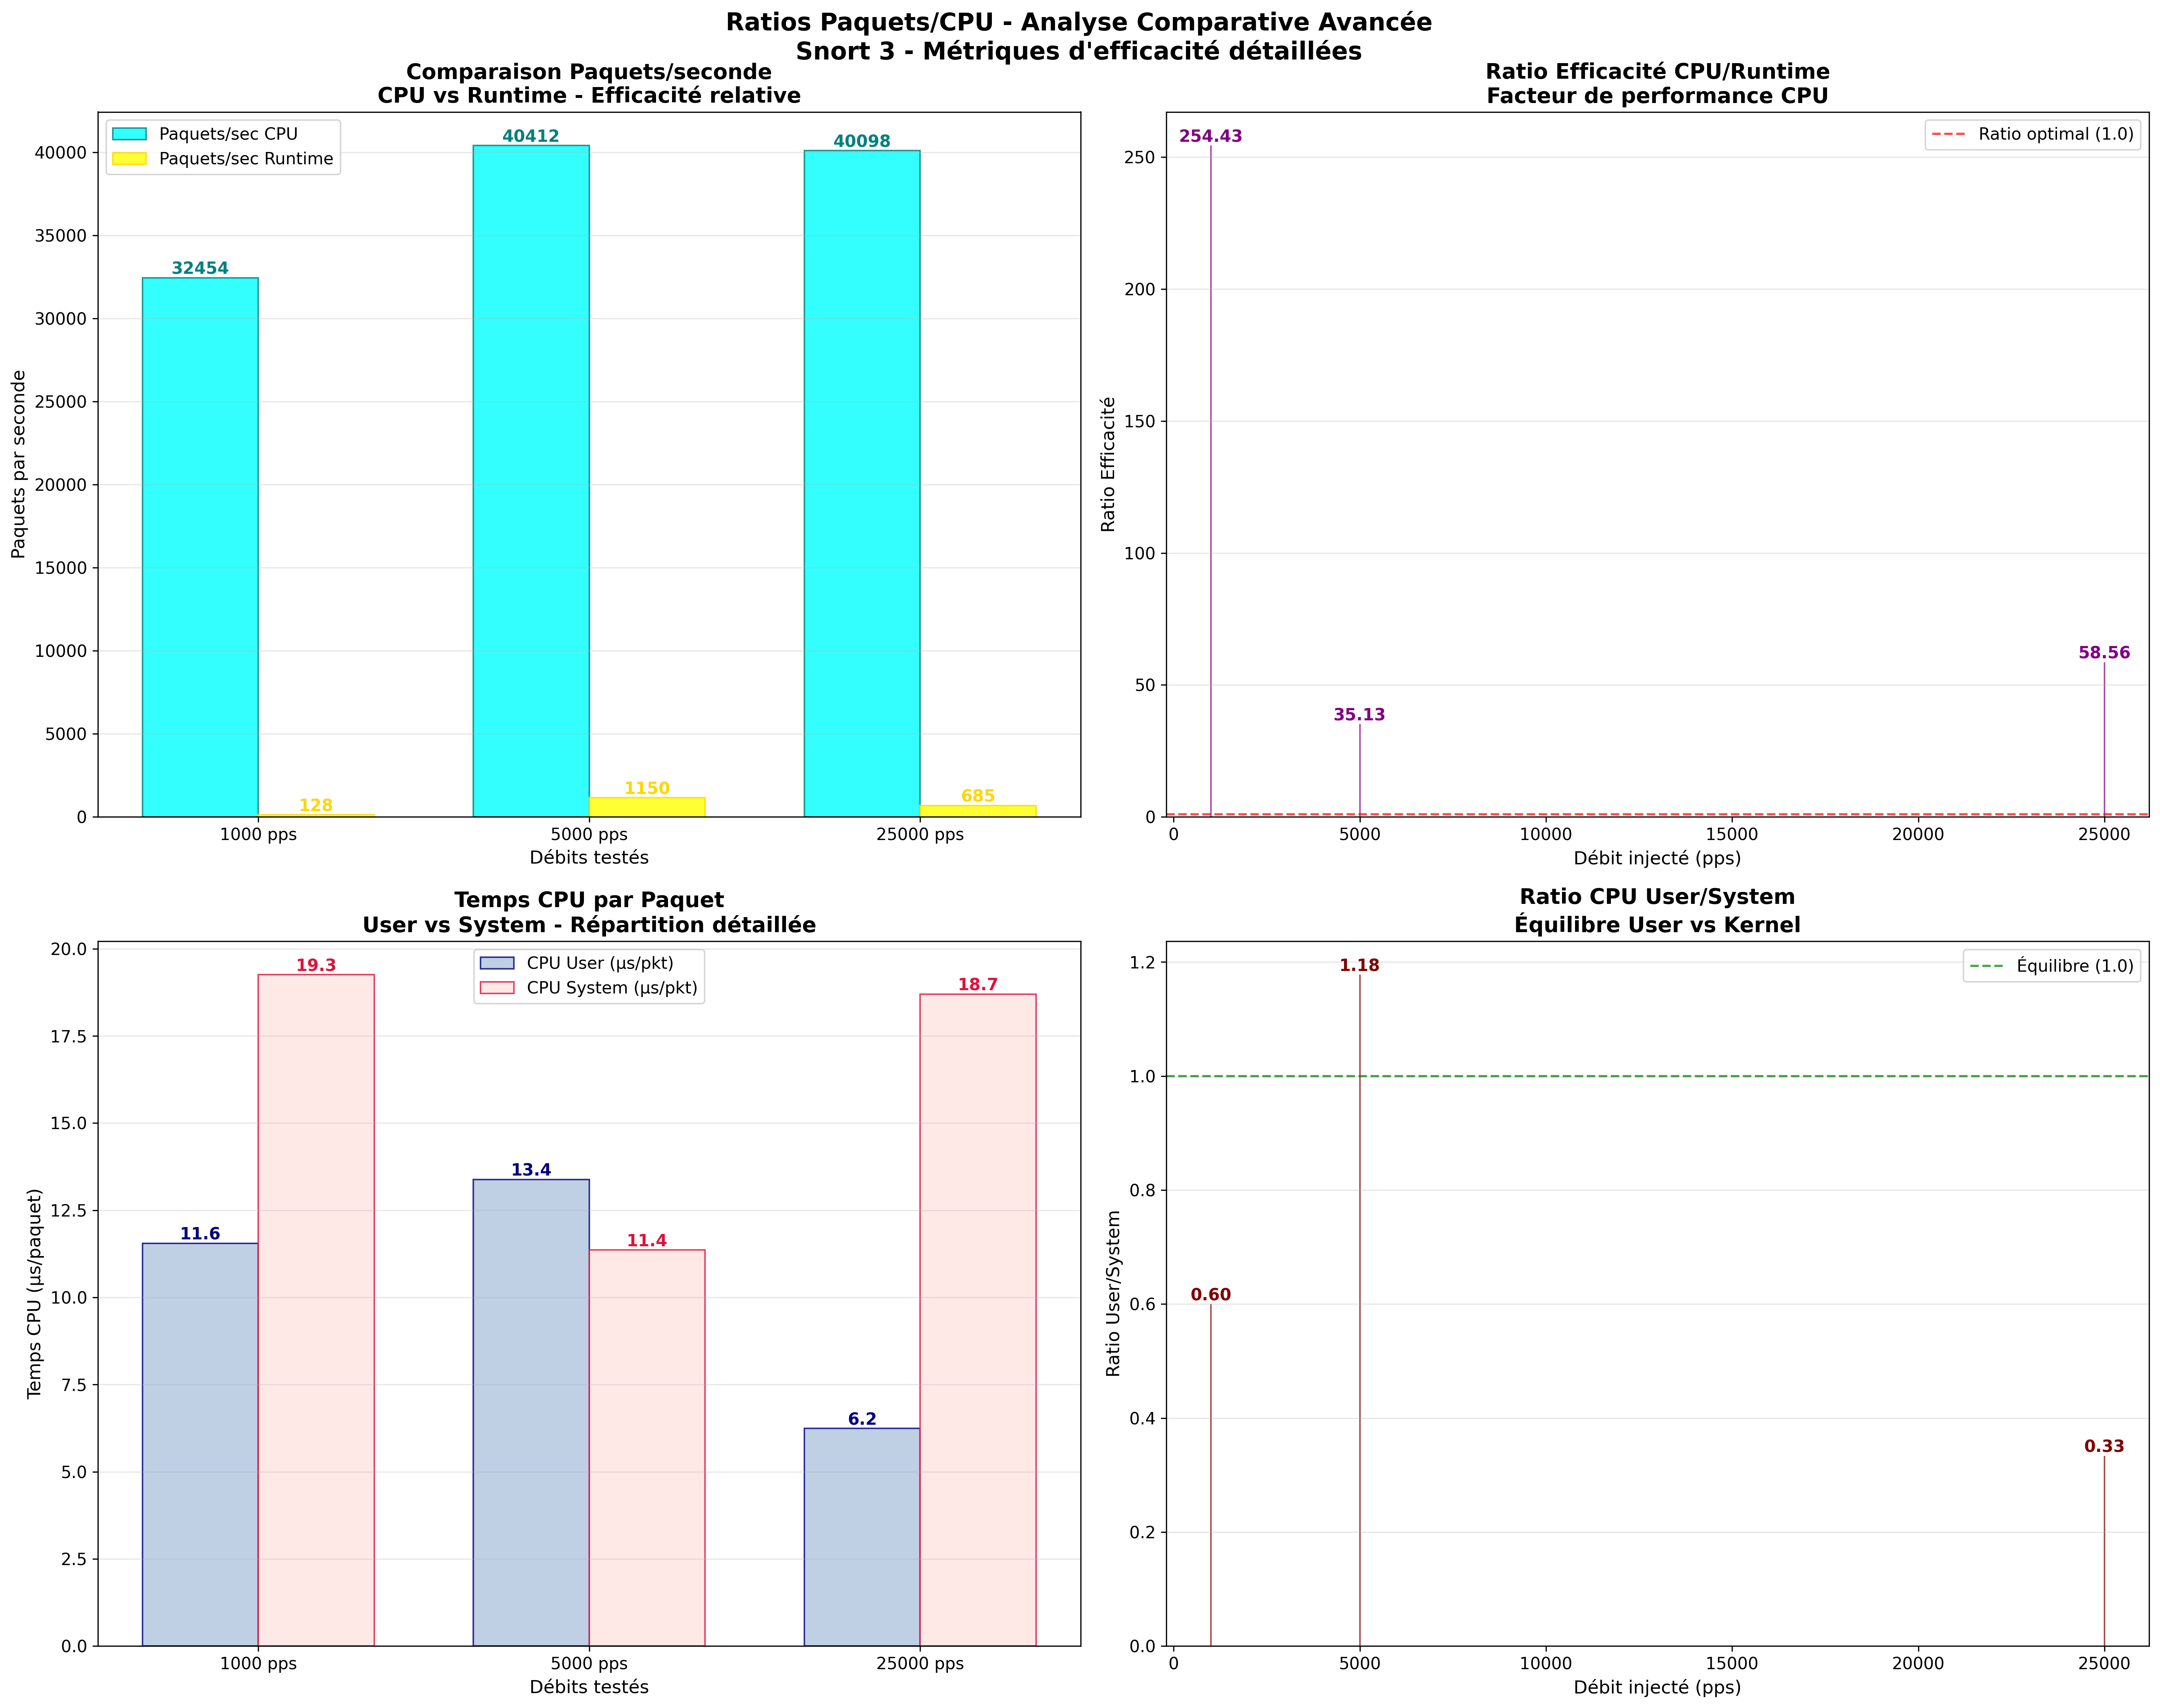 Ratios Paquets/CPU - Analyse Comparative Avancée
Snort 3 - Métriques d'efficacité détaillées
Comparaison Paquets/seconde
CPU vs Runtime - Efficacité relative
Paquets/sec CPU
Paquets/sec Runtime
Paquets par seconde
40000
35000
30000
25000
20000
15000
10000
5000
0
32454
128
40412
1150
40098
685
1000 pps
5000 pps
25000 pps
Débits testés
Ratio Efficacité CPU/Runtime
Facteur de performance CPU
Ratio optimal (1.0)
Ratio Efficacité
250
200
150
100
50
0
254.43
35.13
58.56
0
5000
10000
15000
20000
25000
Débit injecté (pps)
Temps CPU par Paquet
User vs System - Répartition détaillée
CPU User (µs/pkt)
CPU System (µs/pkt)
Temps CPU (µs/paquet)
20.0
17.5
15.0
12.5
10.0
7.5
5.0
2.5
0.0
11.6
19.3
13.4
11.4
6.2
18.7
1000 pps
5000 pps
25000 pps
Débits testés
Ratio CPU User/System
Équilibre User vs Kernel
Équilibre (1.0)
Ratio User/System
1.2
1.0
0.8
0.6
0.4
0.2
0.0
0.60
1.18
0.33
0
5000
10000
15000
20000
25000
Débit injecté (pps)